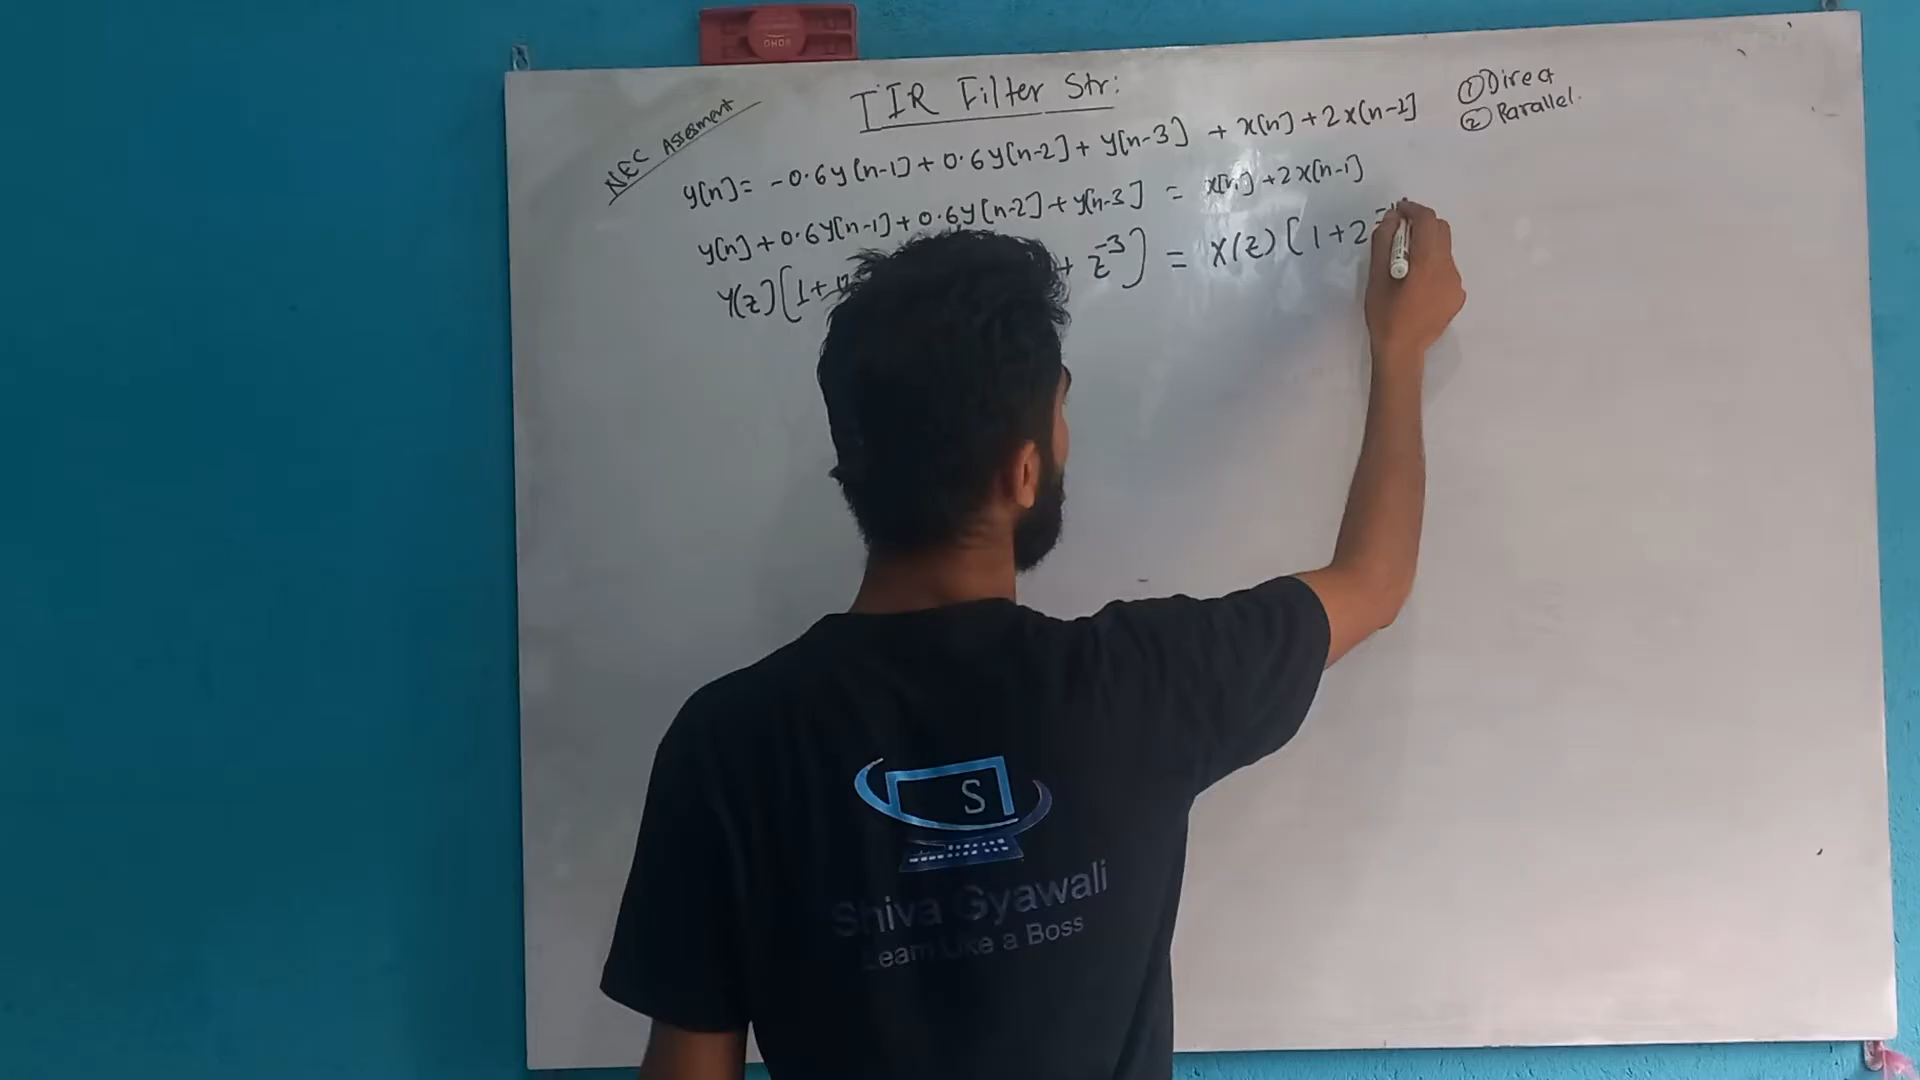 IIR Filter Str:
NEC Assesment
① Direct
② Parallel.
y[n] = -0.6y[n-1] + 0.6y[n-2] + y[n-3] + x[n] + 2x[n-2]
y[n] + 0.6y[n-1] + 0.6y[n-2] + y[n-3] = x[n] + 2x[n-1]
Y(z)[1+ + z⁻³] = X(z)[1+2
S
Shiva Gyawali
Learn Like a Boss